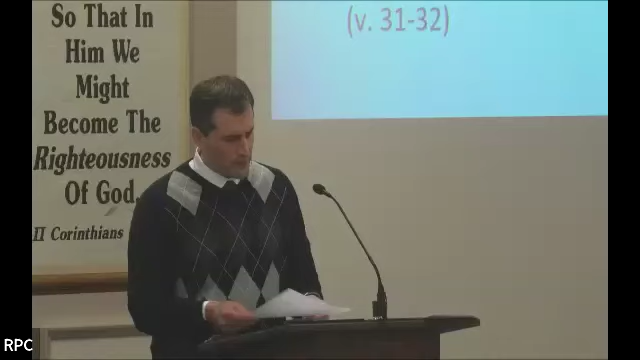 So That In
Him We
Might
Become The
Righteousness
Of God.
II Corinthians
(v. 31-32)
RPC